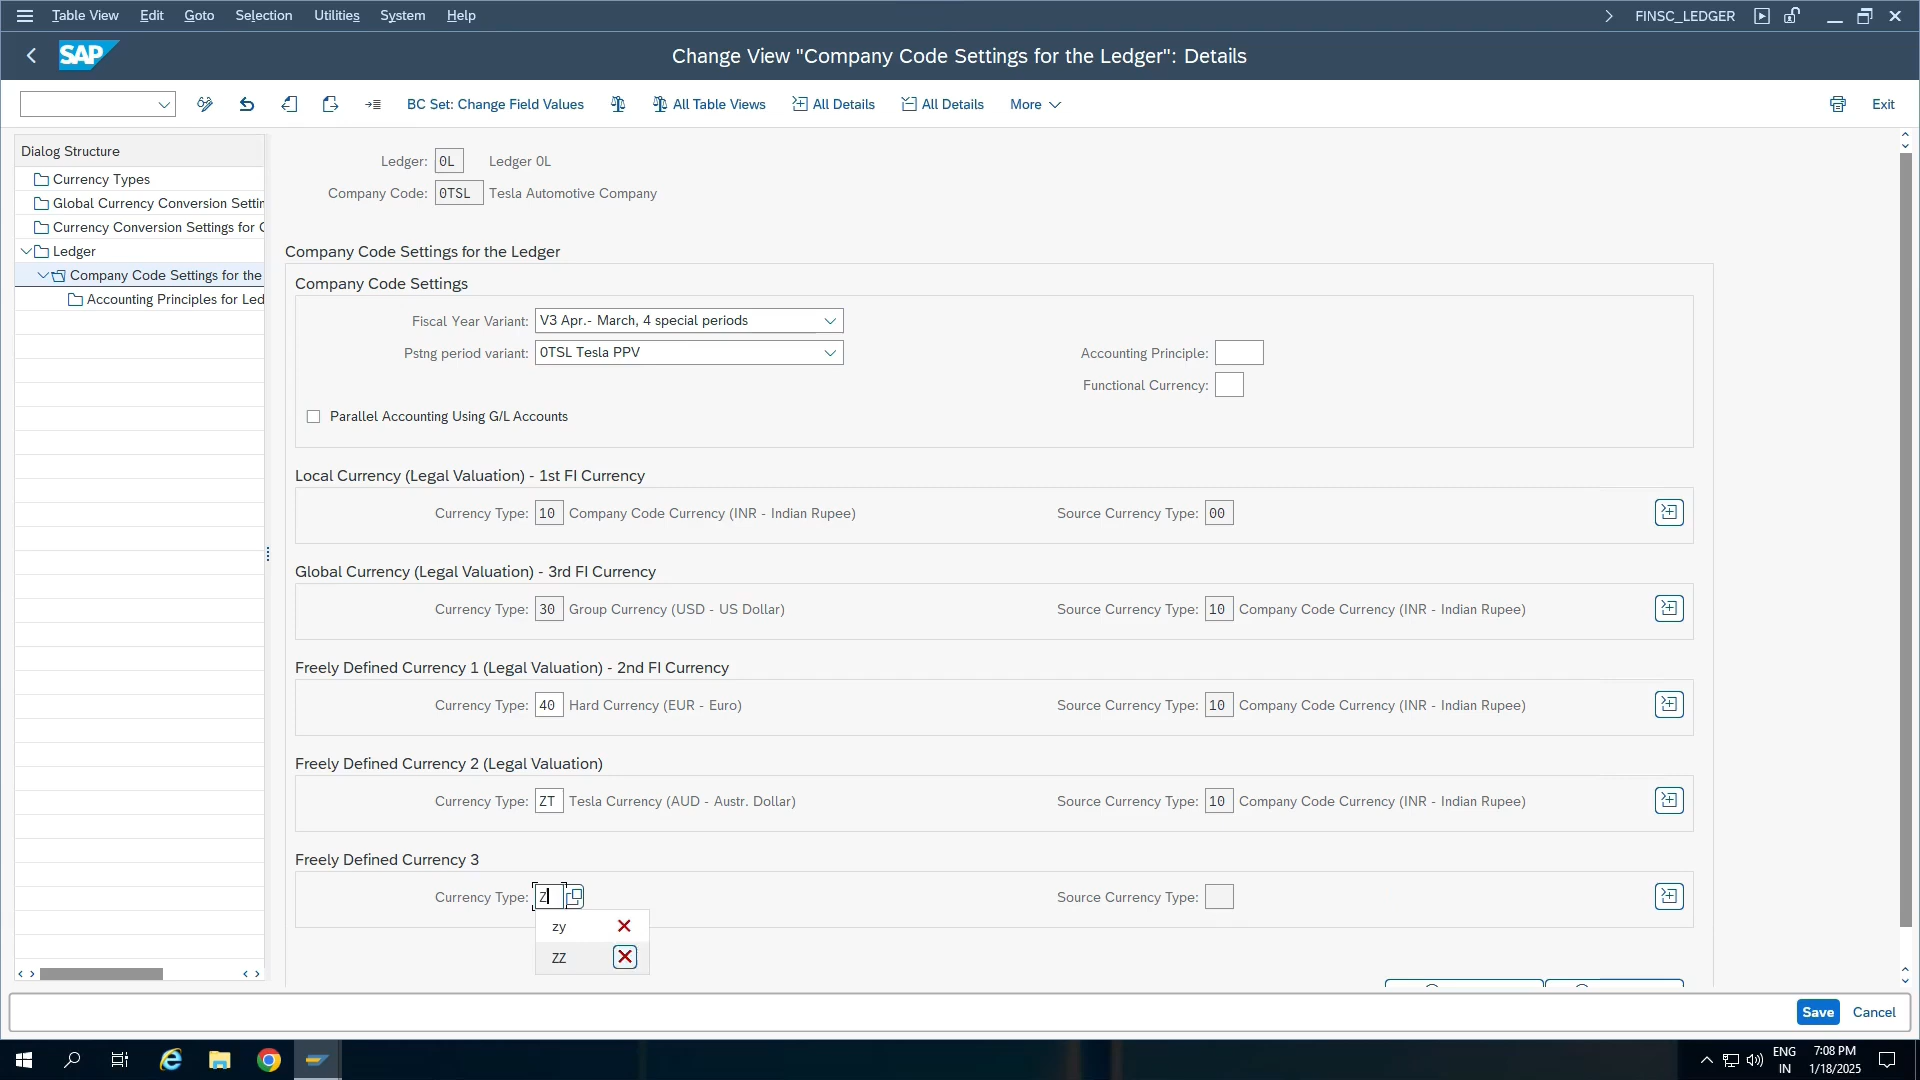 Table View Edit Goto Selection Utilities System Help FINSC_LEDGER
SAP Change View "Company Code Settings for the Ledger": Details
BC Set: Change Field Values All Table Views All Details All Details More Exit
Dialog Structure
Currency Types
Global Currency Conversion Settin
Currency Conversion Settings for C
Ledger
Company Code Settings for the
Accounting Principles for Led
Ledger: 0L Ledger 0L
Company Code: 0TSL Tesla Automotive Company
Company Code Settings for the Ledger
Company Code Settings
Fiscal Year Variant: V3 Apr.- March, 4 special periods
Pstng period variant: 0TSL Tesla PPV Accounting Principle:
Functional Currency:
Parallel Accounting Using G/L Accounts
Local Currency (Legal Valuation) - 1st FI Currency
Currency Type: 10 Company Code Currency (INR - Indian Rupee) Source Currency Type: 00
Global Currency (Legal Valuation) - 3rd FI Currency
Currency Type: 30 Group Currency (USD - US Dollar) Source Currency Type: 10 Company Code Currency (INR - Indian Rupee)
Freely Defined Currency 1 (Legal Valuation) - 2nd FI Currency
Currency Type: 40 Hard Currency (EUR - Euro) Source Currency Type: 10 Company Code Currency (INR - Indian Rupee)
Freely Defined Currency 2 (Legal Valuation)
Currency Type: ZT Tesla Currency (AUD - Austr. Dollar) Source Currency Type: 10 Company Code Currency (INR - Indian Rupee)
Freely Defined Currency 3
Currency Type: Z Source Currency Type:
zy
ZZ
Save Cancel
ENG 7:08 PM
IN 1/18/2025